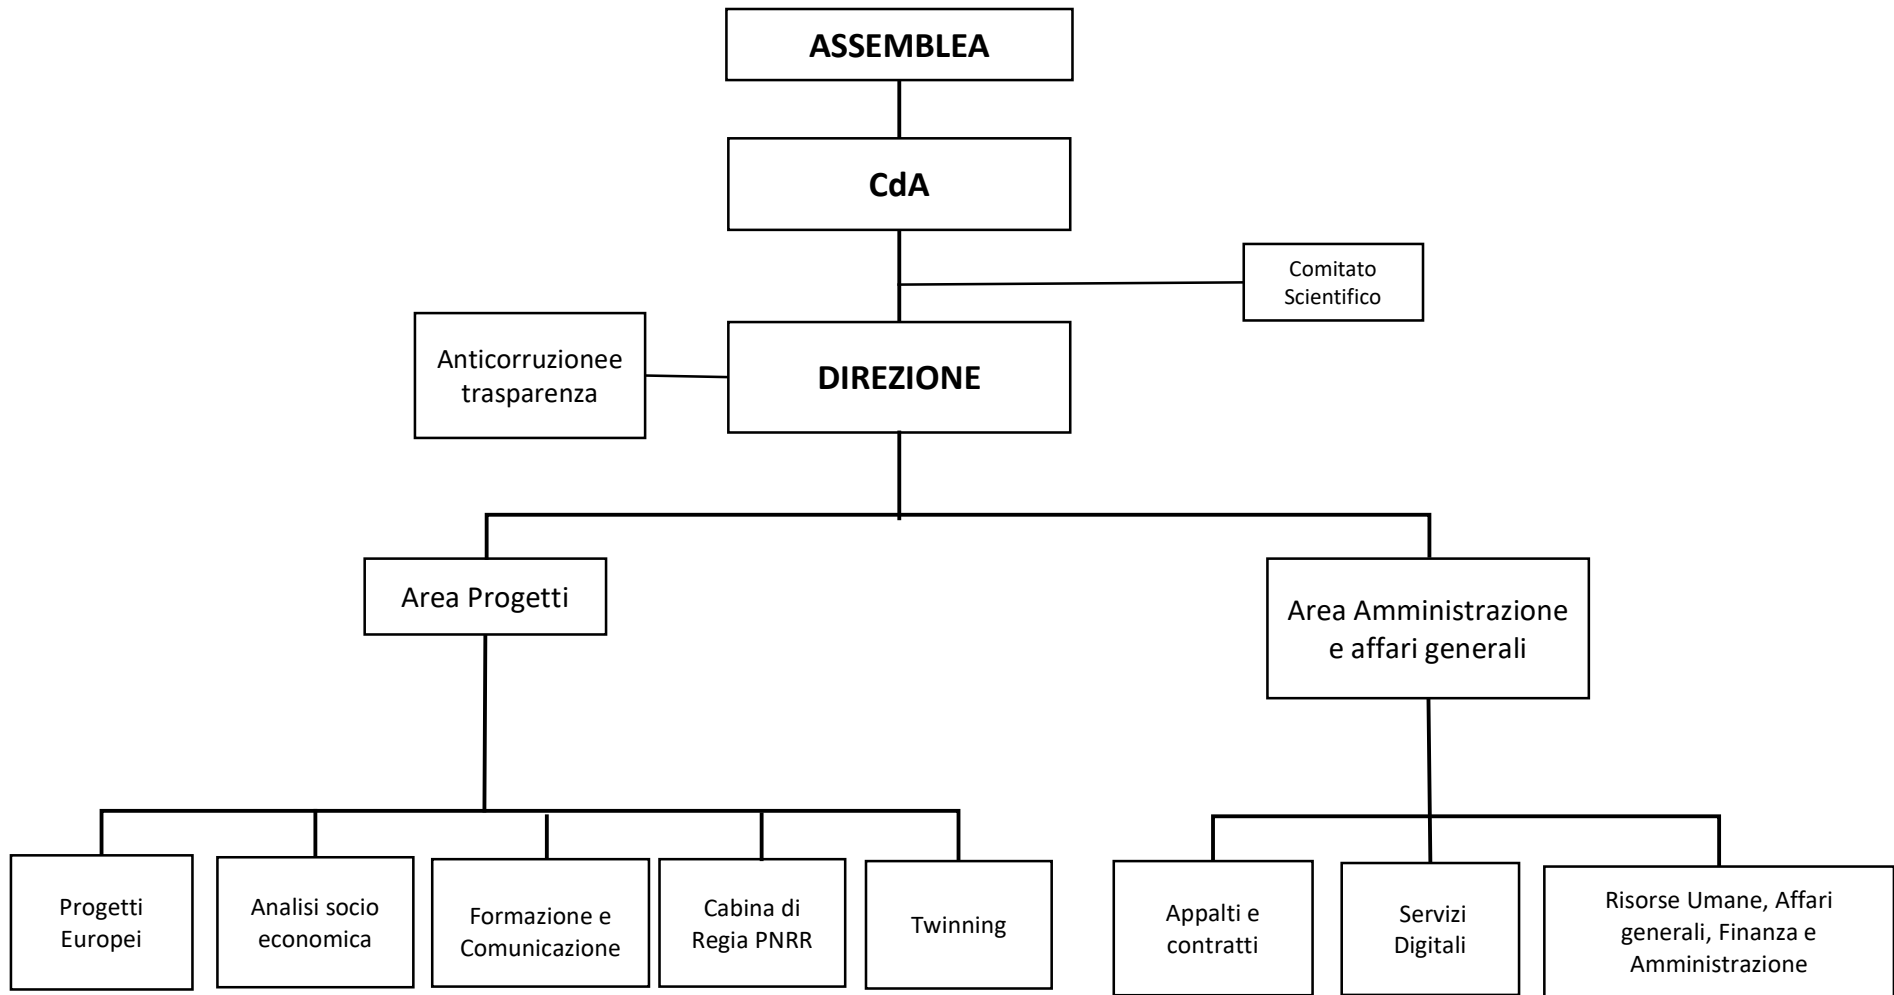 ASSEMBLEA
CdA
Comitato
Scientifico
Anticorruzionee
trasparenza
DIREZIONE
Area Progetti
Area Amministrazione
e affari generali
Progetti
Europei
Analisi socio
economica
Formazione e
Comunicazione
Cabina di
Regia PNRR
Twinning
Appalti e
contratti
Servizi
Digitali
Risorse Umane, Affari
generali, Finanza e
Amministrazione